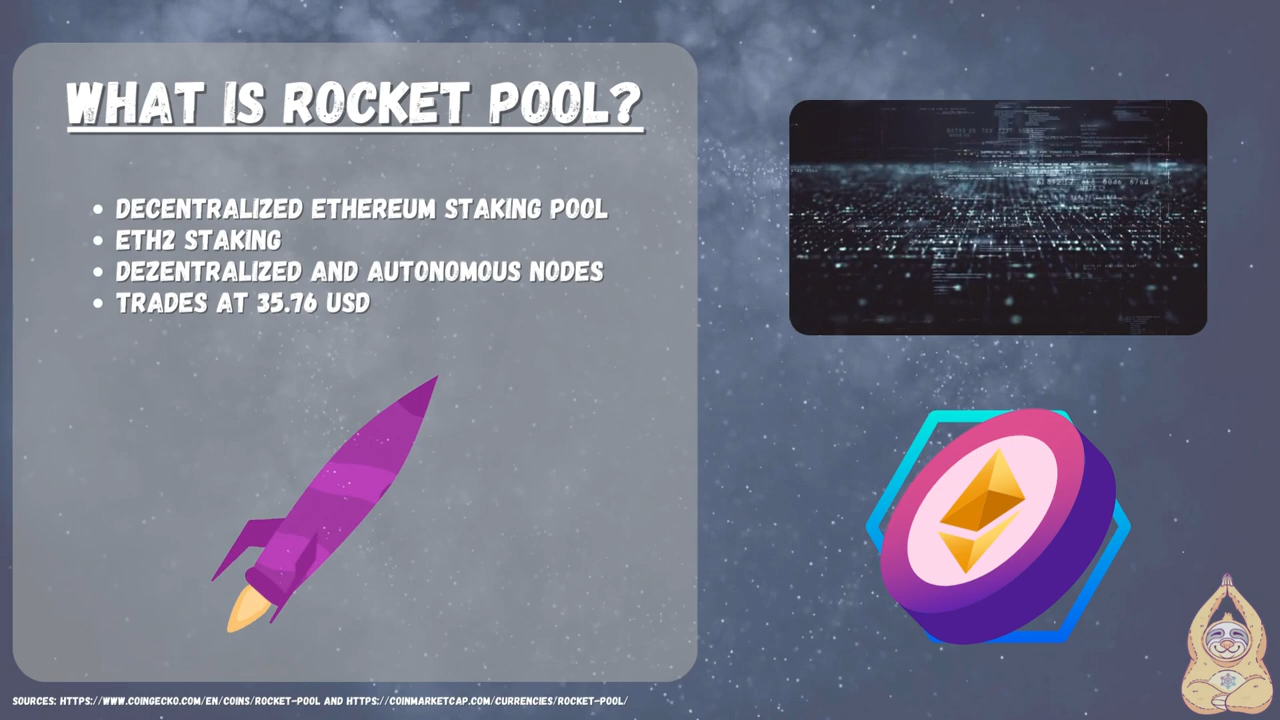 WHAT IS ROCKET POOL?
• DECENTRALIZED ETHEREUM STAKING POOL
• ETH2 STAKING
• DEZENTRALIZED AND AUTONOMOUS NODES
• TRADES AT 35.76 USD
SOURCES: HTTPS://WWW.COINGECKO.COM/EN/COINS/ROCKET-POOL AND HTTPS://COINMARKETCAP.COM/CURRENCIES/ROCKET-POOL/